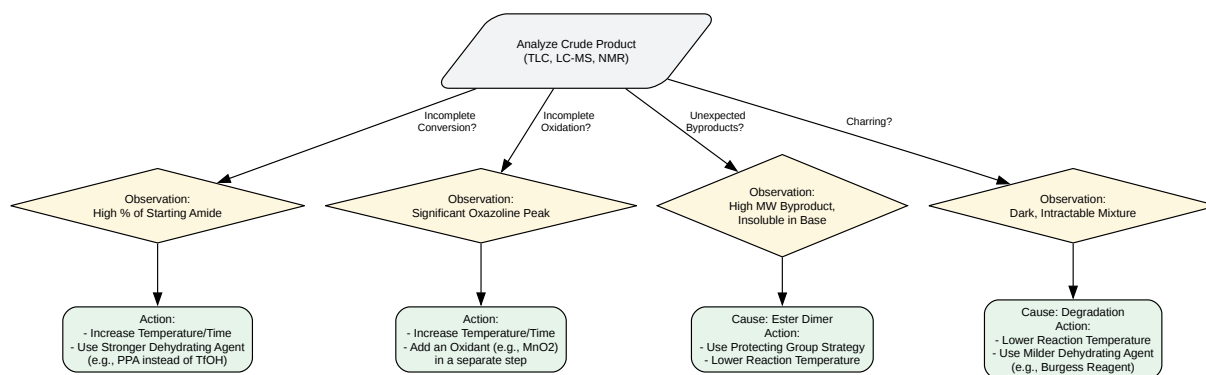 Analyze Crude Product
(TLC, LC-MS, NMR)
Incomplete
Conversion?
Incomplete
Oxidation?
Unexpected
Byproducts?
Charring?
Observation:
High % of Starting Amide
Observation:
Significant Oxazoline Peak
Observation:
High MW Byproduct,
Insoluble in Base
Observation:
Dark, Intractable Mixture
Action:
- Increase Temperature/Time
- Use Stronger Dehydrating Agent
(e.g., PPA instead of TfOH)
Action:
- Increase Temperature/Time
- Add an Oxidant (e.g., MnO2)
in a separate step
Cause: Ester Dimer
Action:
- Use Protecting Group Strategy
- Lower Reaction Temperature
Cause: Degradation
Action:
- Lower Reaction Temperature
- Use Milder Dehydrating Agent
(e.g., Burgess Reagent)